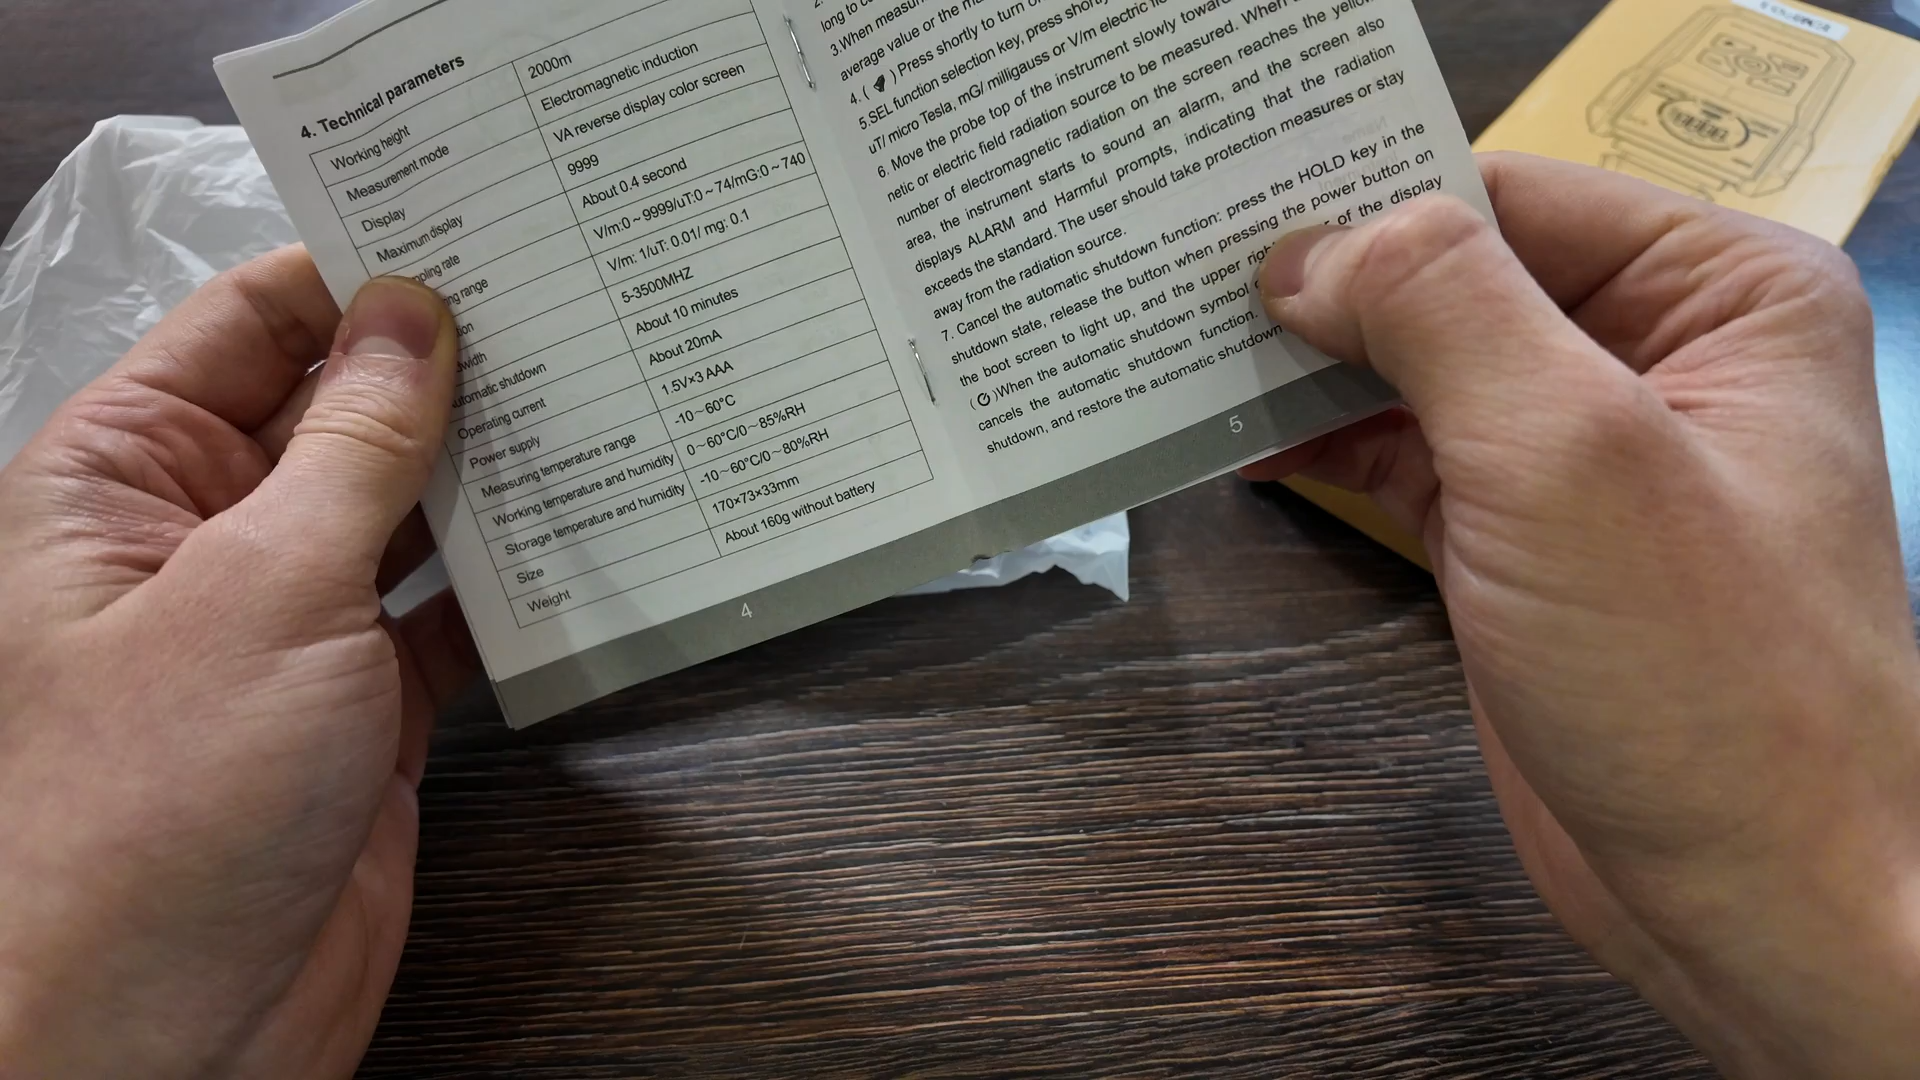 4. Technical parameters
Working height 2000m
Measurement mode Electromagnetic induction
Display VA reverse display color screen
Maximum display 9999
pling rate About 0.4 second
ng range V/m:0～9999/uT:0～74/mG:0～740
tion V/m: 1/uT: 0.01/ mg: 0.1
width 5-3500MHZ
utomatic shutdown About 10 minutes
Operating current About 20mA
Power supply 1.5V×3 AAA
Measuring temperature range -10～60°C
Working temperature and humidity 0～60°C/0～85%RH
Storage temperature and humidity -10～60°C/0～80%RH
Size 170×73×33mm
Weight About 160g without battery
4
2.
long to
3.When measu
average value or the
4. ( ) Press shortly to turn
5.SEL function selection key, press shortly
uT/ micro Tesla, mG/ milligauss or V/m electric
6. Move the probe top of the instrument slowly
netic or electric field radiation source to be measured. When
number of electromagnetic radiation on the screen reaches the yellow
area, the instrument starts to sound an alarm, and the screen also
displays ALARM and Harmful prompts, indicating that the radiation
exceeds the standard. The user should take protection measures or stay
away from the radiation source.
7. Cancel the automatic shutdown function: press the HOLD key in the
shutdown state, release the button when pressing the power button on
the boot screen to light up, and the upper righ r of the display
( )When the automatic shutdown symbol
cancels the automatic shutdown function.
shutdown, and restore the automatic shutdown
5